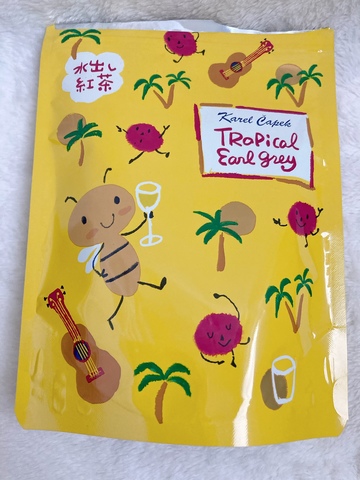 水出し
紅茶
Karel Capek
TRoPical
Earl grey